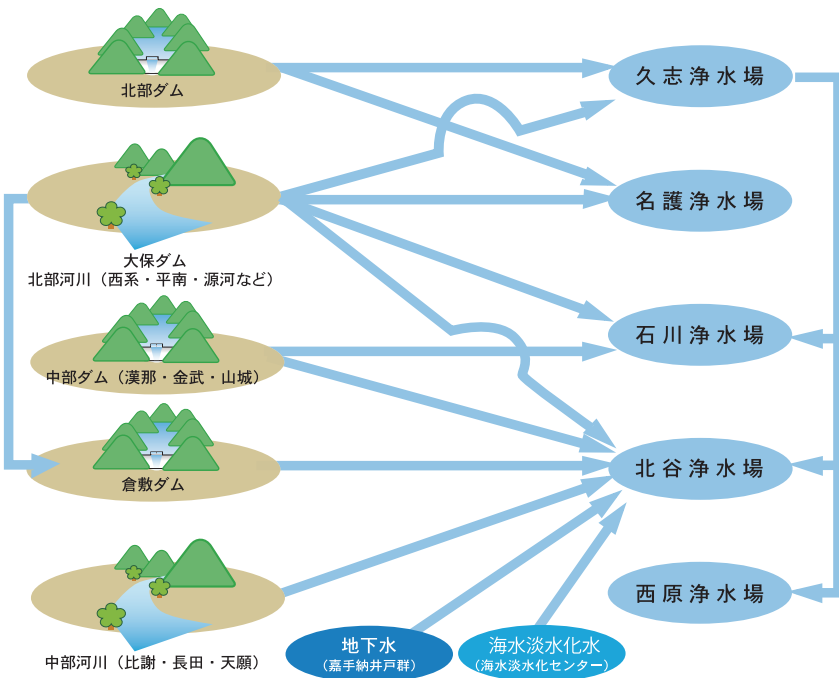 北部ダム
久志浄水場
名護浄水場
大保ダム
北部河川（西系・平南・源河など）
石川浄水場
中部ダム（漢那・金武・山城）
倉敷ダム
北谷浄水場
西原浄水場
中部河川（比謝・長田・天願）
地下水
（嘉手納井戸群）
海水淡水化水
（海水淡水化センター）